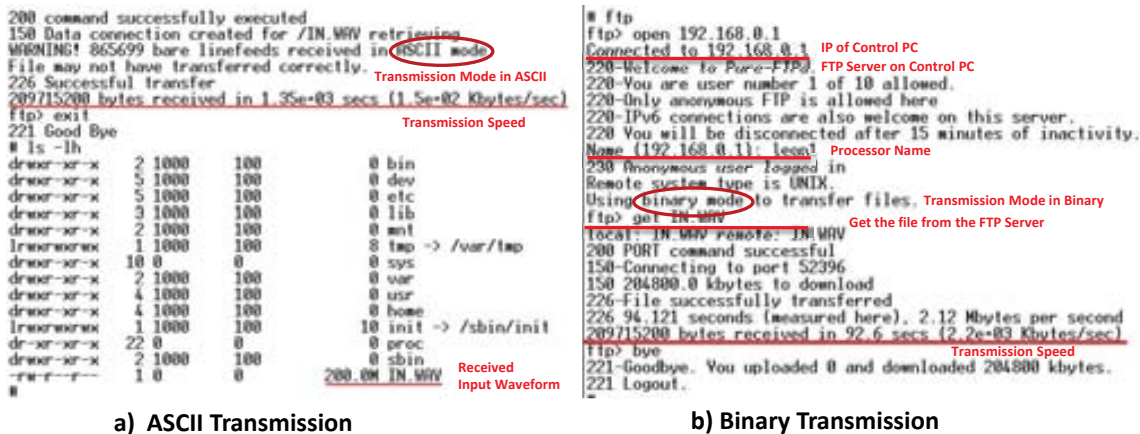 200 command successfully executed
150 Data connection created for /IN.WAV retrieving
WARNING! 865699 bare linefeeds received in ASCII mode
File may not have transferred correctly.
Transmission Mode in ASCII
226 Successful transfer
209715200 bytes received in 1.35e+03 secs (1.5e+02 Kbytes/sec)
ftp> exit
Transmission Speed
221 Good Bye
# ls -lh
drwxr-xr-x 2 1000 100 0 bin
drwxr-xr-x 5 1000 100 0 dev
drwxr-xr-x 5 1000 100 0 etc
drwxr-xr-x 3 1000 100 0 lib
drwxr-xr-x 2 1000 100 0 mnt
lrwxrwxrwx 1 1000 100 8 tmp -> /var/tmp
drwxr-xr-x 10 0 0 0 sys
drwxr-xr-x 2 1000 100 0 var
drwxr-xr-x 4 1000 100 0 usr
drwxr-xr-x 4 1000 100 0 home
lrwxrwxrwx 1 1000 100 10 init -> /sbin/init
dr-xr-xr-x 22 0 0 0 proc
drwxr-xr-x 2 1000 100 0 sbin
-rw-r--r-- 1 0 0 200.0M IN.WAV
Received
Input Waveform
#
a) ASCII Transmission
# ftp
ftp> open 192.168.0.1
Connected to 192.168.0.1
IP of Control PC
220-Welcome to Pure-FTPd.
FTP Server on Control PC
220-You are user number 1 of 10 allowed.
220-Only anonymous FTP is allowed here
220-IPv6 connections are also welcome on this server.
220 You will be disconnected after 15 minutes of inactivity.
Name (192.168.0.1): leon1
Processor Name
230 Anonymous user logged in
Remote system type is UNIX.
Using binary mode to transfer files.
Transmission Mode in Binary
ftp> get IN.WAV
Get the file from the FTP Server
local: IN.WAV remote: IN.WAV
200 PORT command successful
150-Connecting to port 52396
150 204800.0 kbytes to download
226-File successfully transferred
226 94.121 seconds (measured here), 2.12 Mbytes per second
209715200 bytes received in 92.6 secs (2.2e+03 Kbytes/sec)
ftp> bye
Transmission Speed
221-Goodbye. You uploaded 0 and downloaded 204800 kbytes.
221 Logout.
b) Binary Transmission